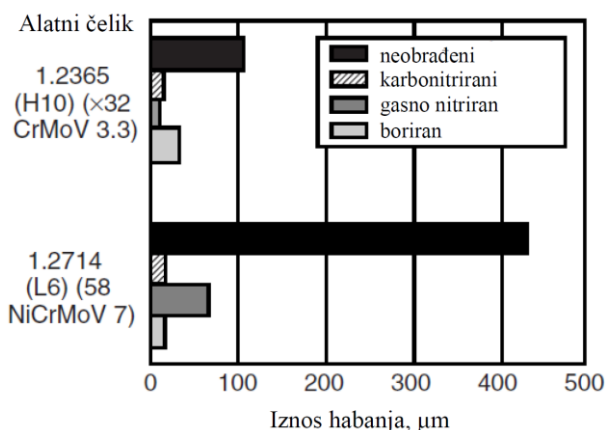 Alatni čelik
1.2365
(H10) (×32
CrMoV 3.3)
neobrađeni
karbonitrirani
gasno nitriran
boriran
1.2714
(L6) (58
NiCrMoV 7)
0 100 200 300 400 500
Iznos habanja, μm